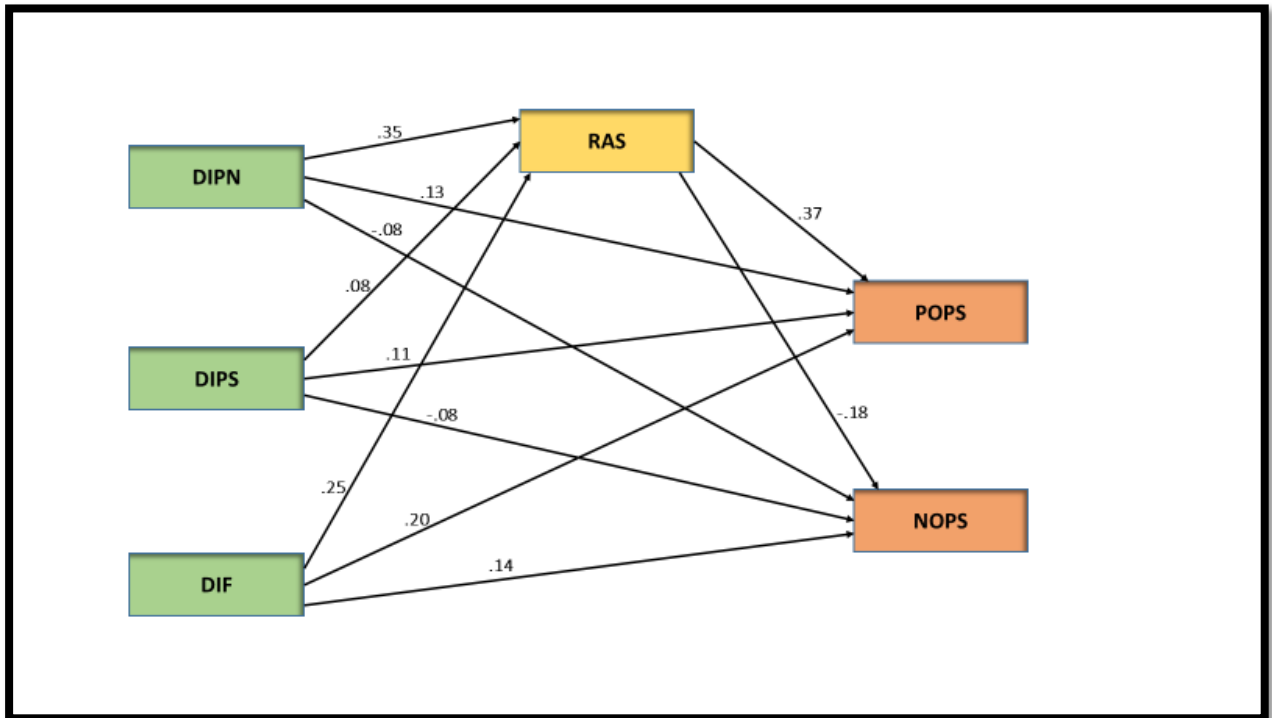 RAS
.35
DIPN
.13
.37
-.08
.08
POPS
.11
DIPS
-.08
-.18
.25
.20
NOPS
.14
DIF